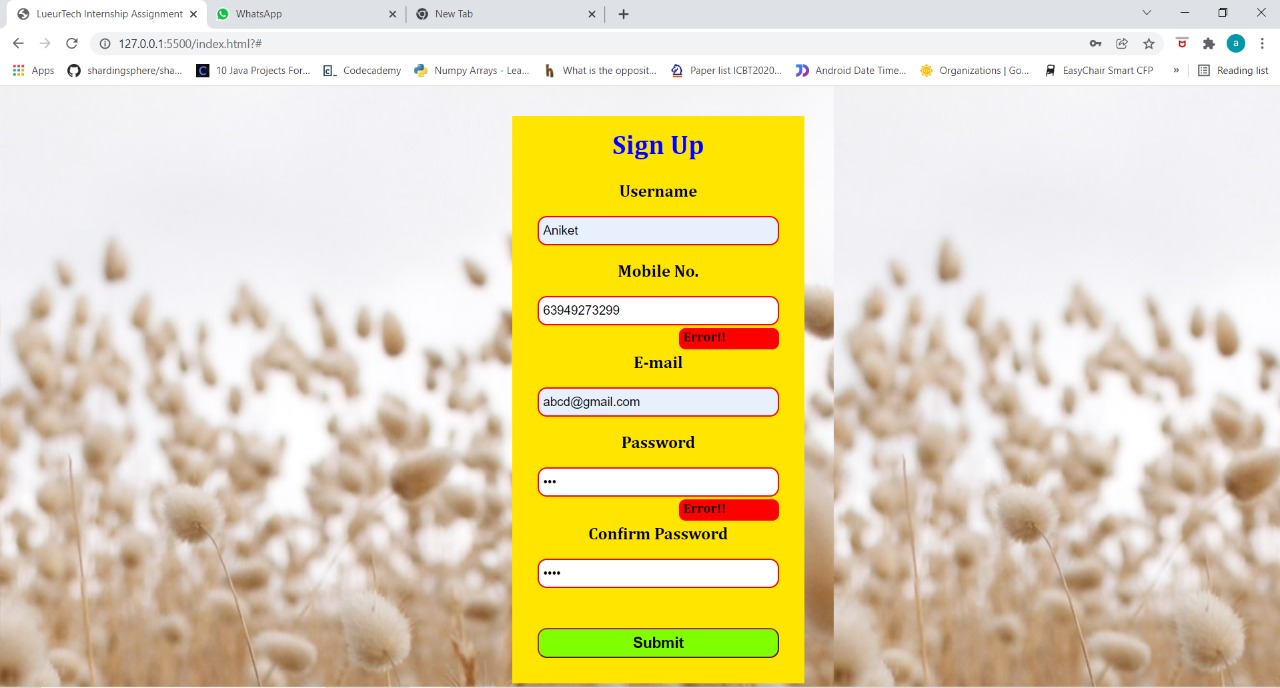 LueurTech Internship Assignment
WhatsApp
New Tab
127.0.0.1:5500/index.html?#
a
Apps
shardingsphere/sha...
10 Java Projects For...
Codecademy
Numpy Arrays - Lea...
What is the opposit...
Paper list ICBT2020...
Android Date Time...
Organizations | Go...
EasyChair Smart CFP
»
Reading list
Sign Up
Username
Aniket
Mobile No.
63949273299
Error!!
E-mail
abcd@gmail.com
Password
•••
Error!!
Confirm Password
••••
Submit